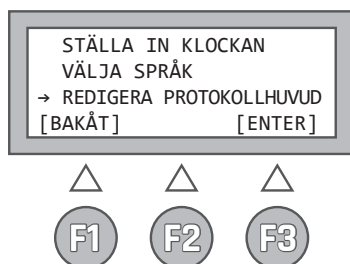 STÄLLA IN KLOCKAN
VÄLJA SPRÅK
→ REDIGERA PROTOKOLLHUVUD
[BAKÅT] [ENTER]
F1 F2 F3